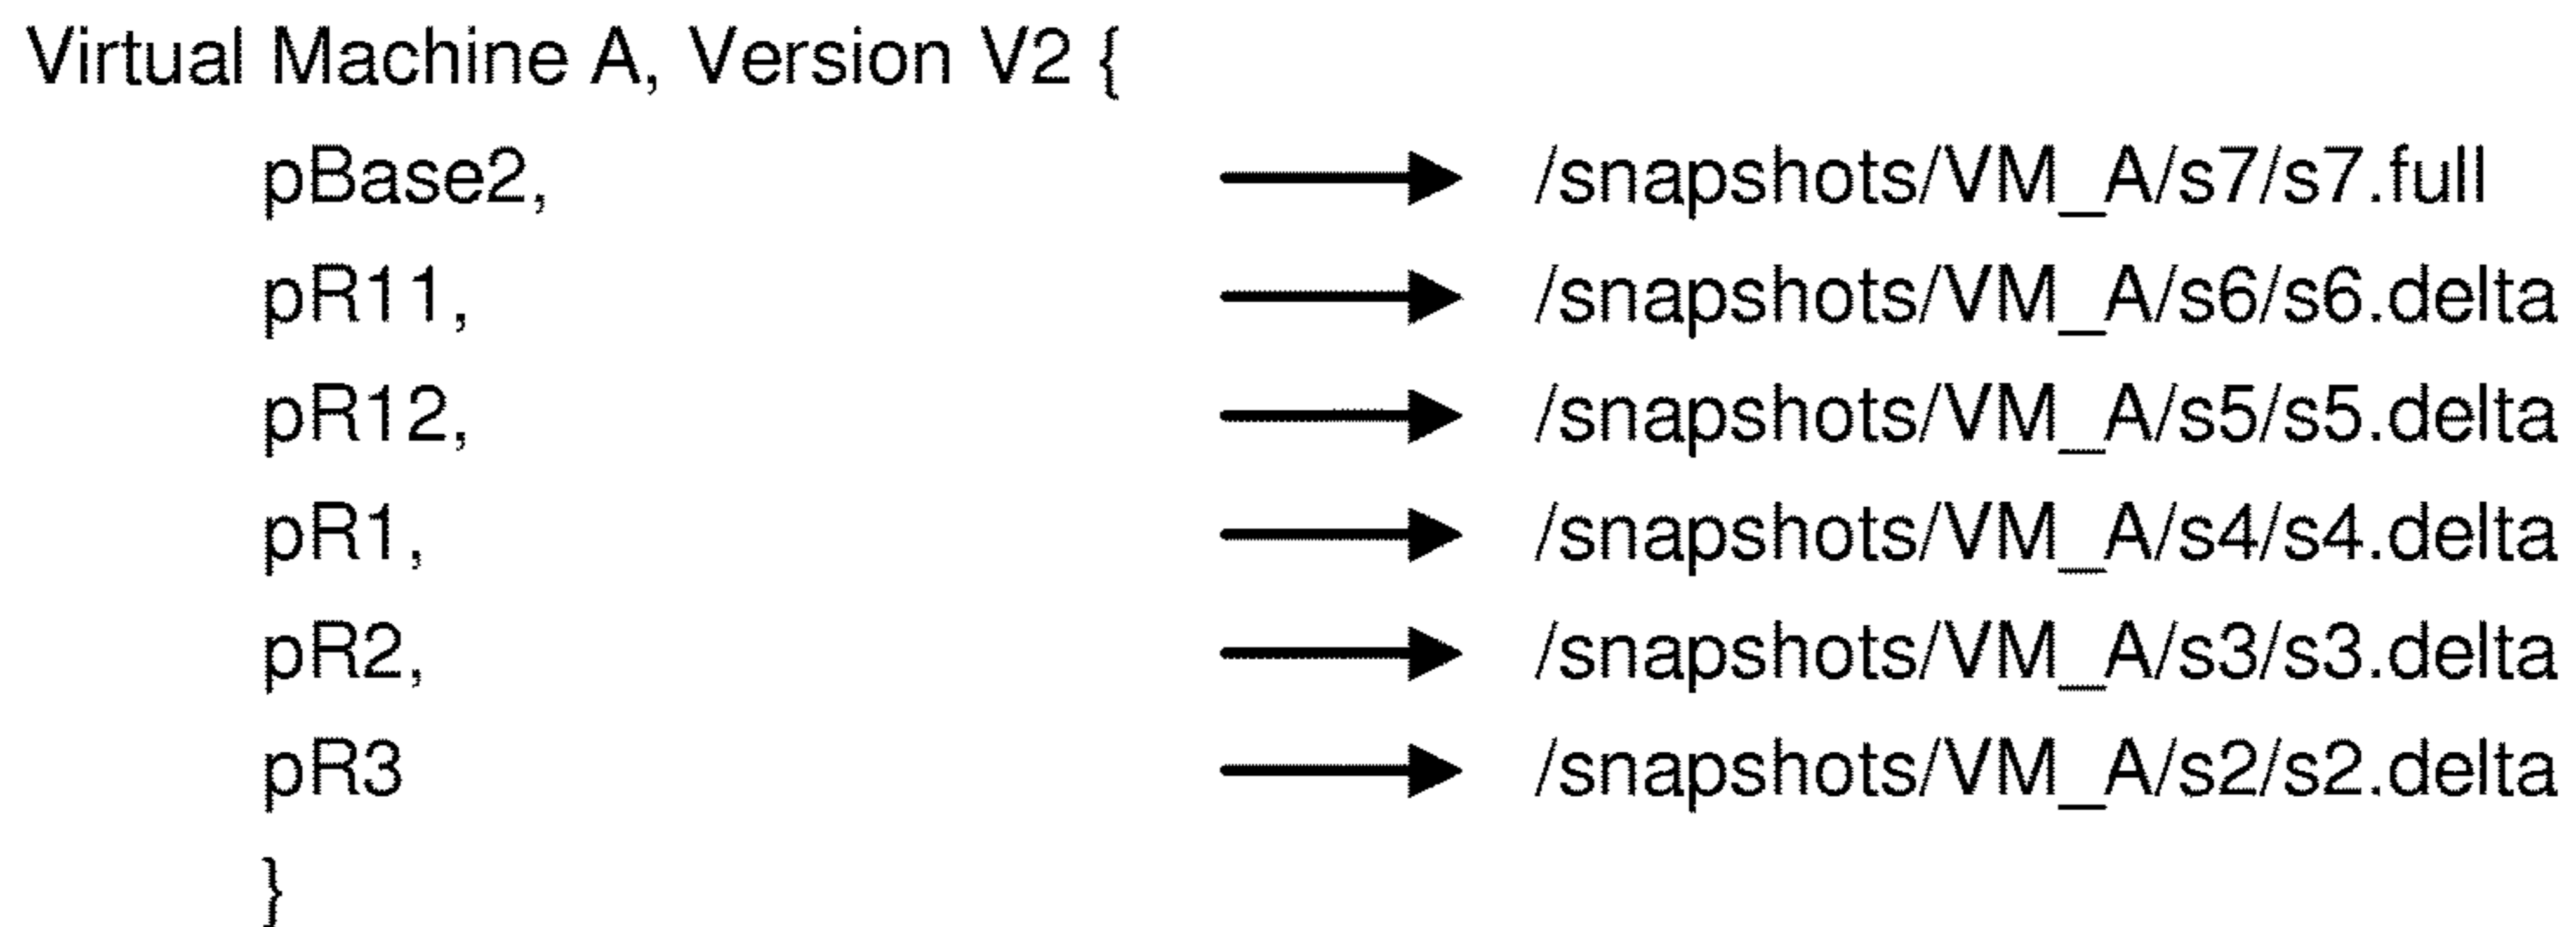 Virtual Machine A, Version V2 {
pBase2, /snapshots/VM_A/s7/s7.full
pR11, /snapshots/VM_A/s6/s6.delta
pR12, /snapshots/VM_A/s5/s5.delta
pR1, /snapshots/VM_A/s4/s4.delta
pR2, /snapshots/VM_A/s3/s3.delta
pR3 /snapshots/VM_A/s2/s2.delta
}